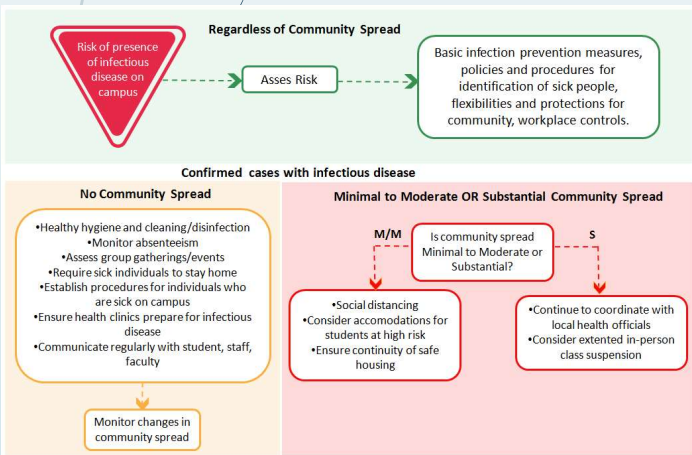 Regardless of Community Spread
Risk of presence
of infectious
disease on
campus
Asses Risk
Basic infection prevention measures,
policies and procedures for
identification of sick people,
flexibilities and protections for
community, workplace controls.
Confirmed cases with infectious disease
No Community Spread
•Healthy hygiene and cleaning/disinfection
•Monitor absenteeism
•Assess group gatherings/events
•Require sick individuals to stay home
•Establish procedures for individuals who
are sick on campus
•Ensure health clinics prepare for infectious
disease
•Communicate regularly with student, staff,
faculty
Monitor changes in
community spread
Minimal to Moderate OR Substantial Community Spread
M/M
Is community spread
Minimal to Moderate or
Substantial?
S
•Social distancing
•Consider accomodations for
students at high risk
•Ensure continuity of safe
housing
•Continue to coordinate with
local health officials
•Consider extented in-person
class suspension